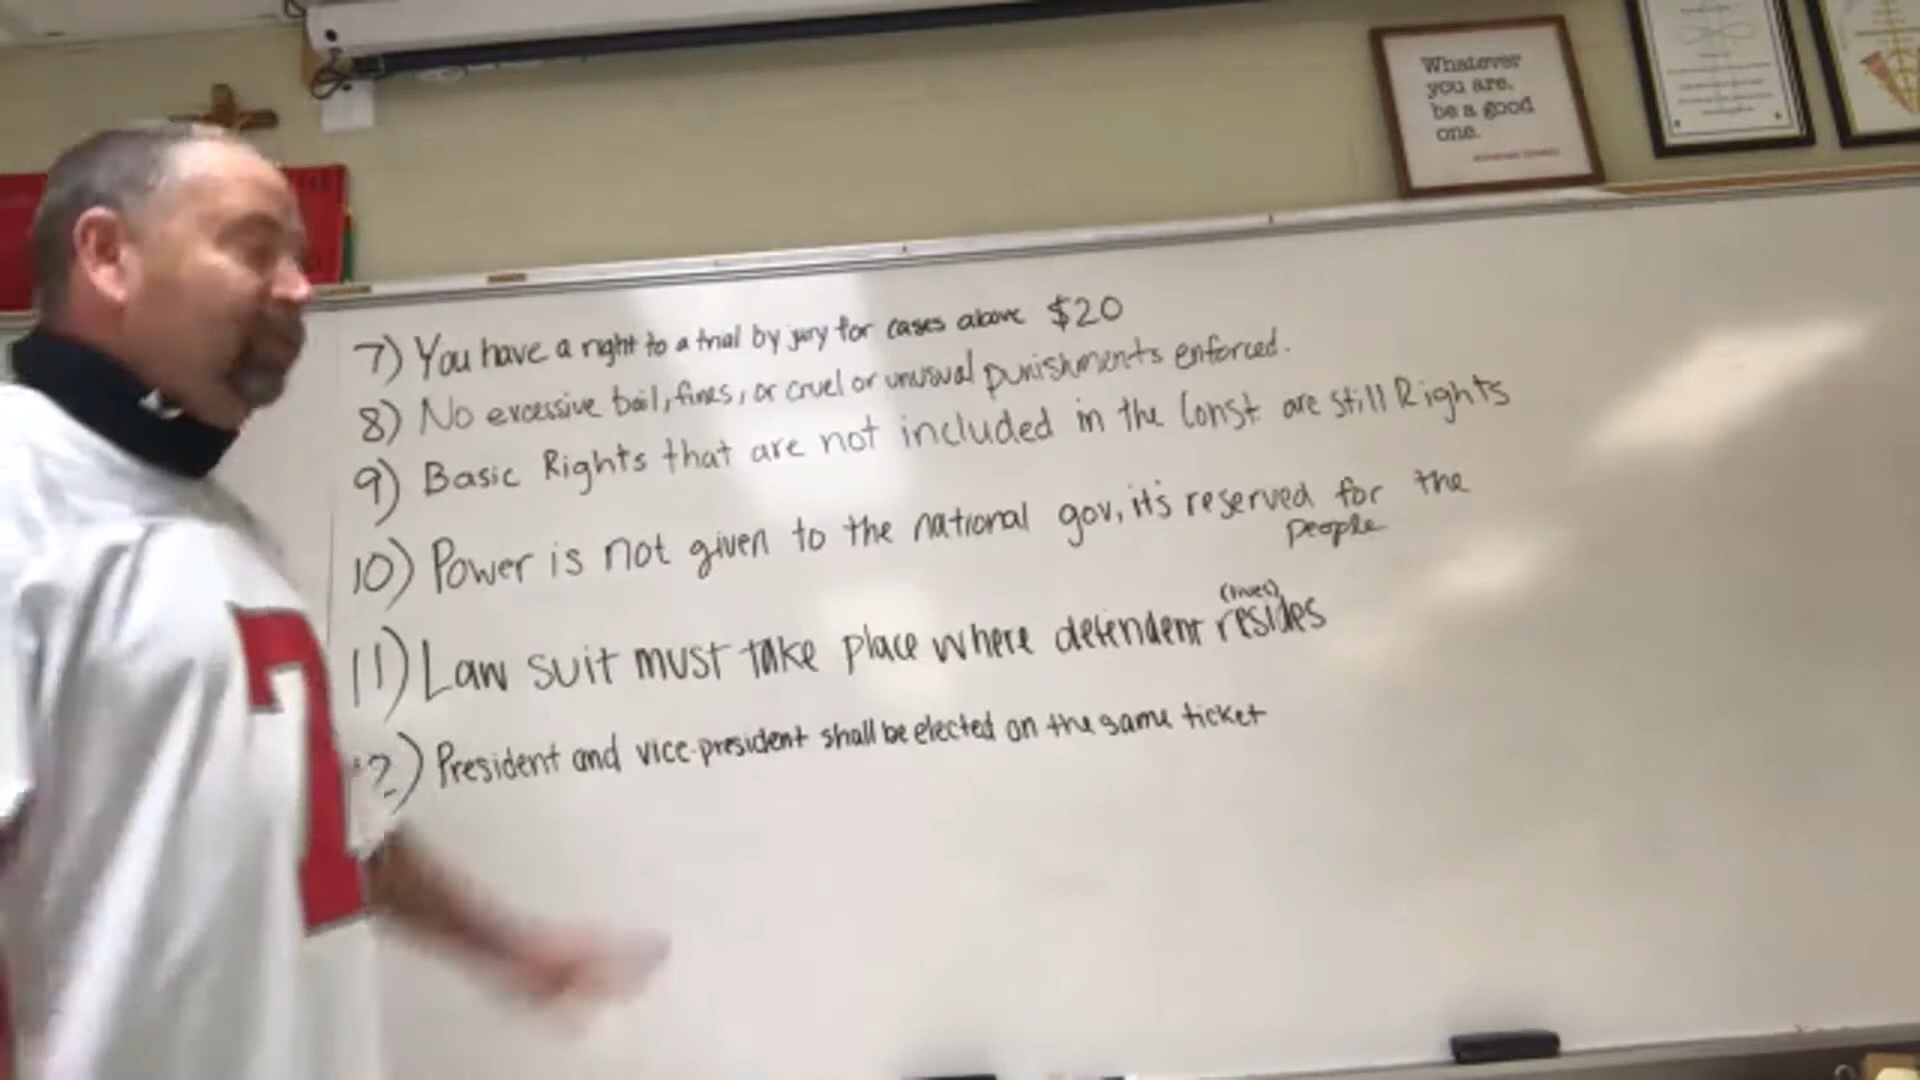 Whatever
you are,
be a good
one.
7) You have a right to a trial by jury for cases above $20
8) No excessive bail, fines, or cruel or unusual punishments enforced.
9) Basic Rights that are not included in the Const are still Rights
10) Power is not given to the national gov, it's reserved for the
people
(lives)
11) Law suit must take place where defendent resides
2) President and vice-president shall be elected on the same ticket
7